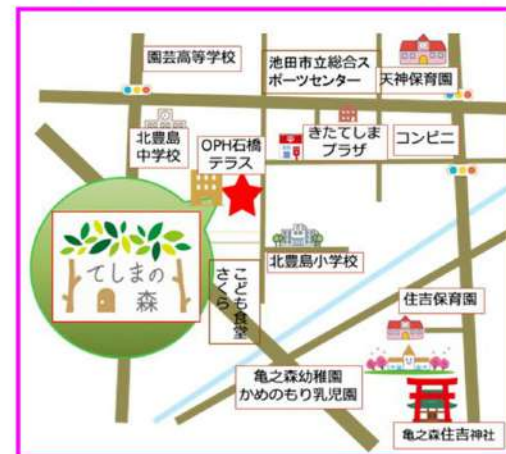 園芸高等学校
池田市立総合ス
ポーツセンター
天神保育園
北豊島
中学校
OPH石橋
テラス
きたてしま
プラザ
コンビニ
てしまの
森
北豊島小学校
こども食堂
さくら
住吉保育園
亀之森幼稚園
かめのもり乳児園
亀之森住吉神社